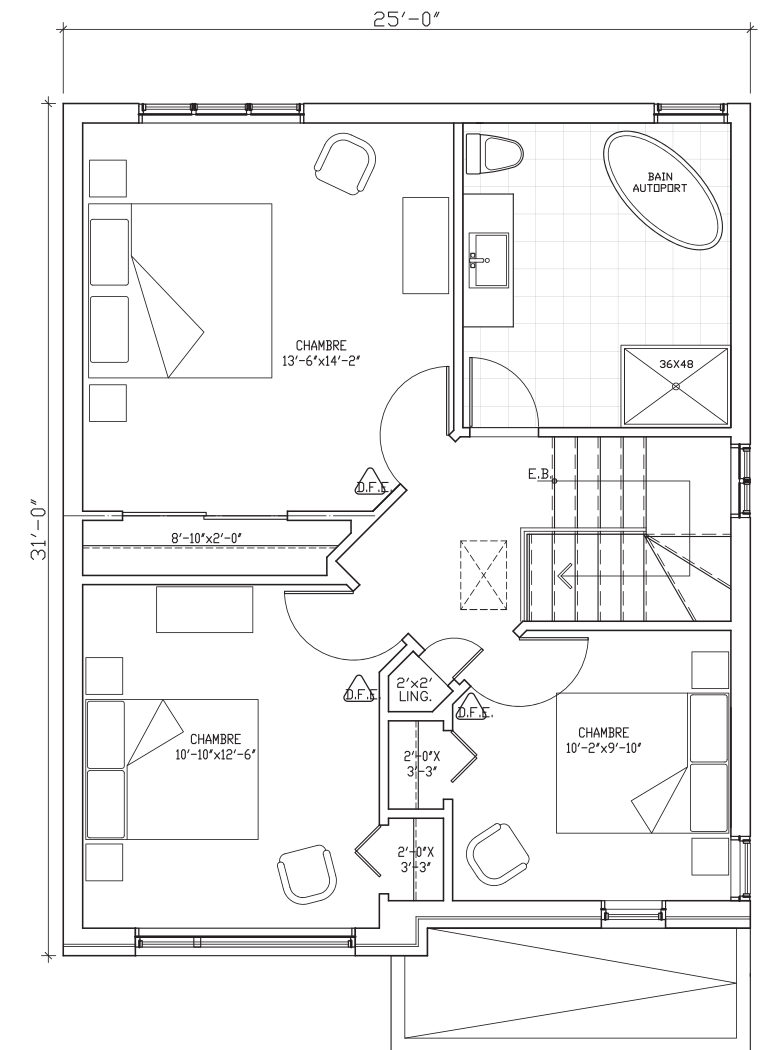 25'-0"
BAIN
AUTOPORT
CHAMBRE
13'-6"x14'-2"
36X48
E.B.
D.F.E.
31'-0"
8'-10"x2'-0"
2'x2'
LING.
D.F.E.
D.F.E.
CHAMBRE
10'-10"x12'-6"
2'-0"X
3'-3"
CHAMBRE
10'-2"x9'-10"
2'-0"X
3'-3"